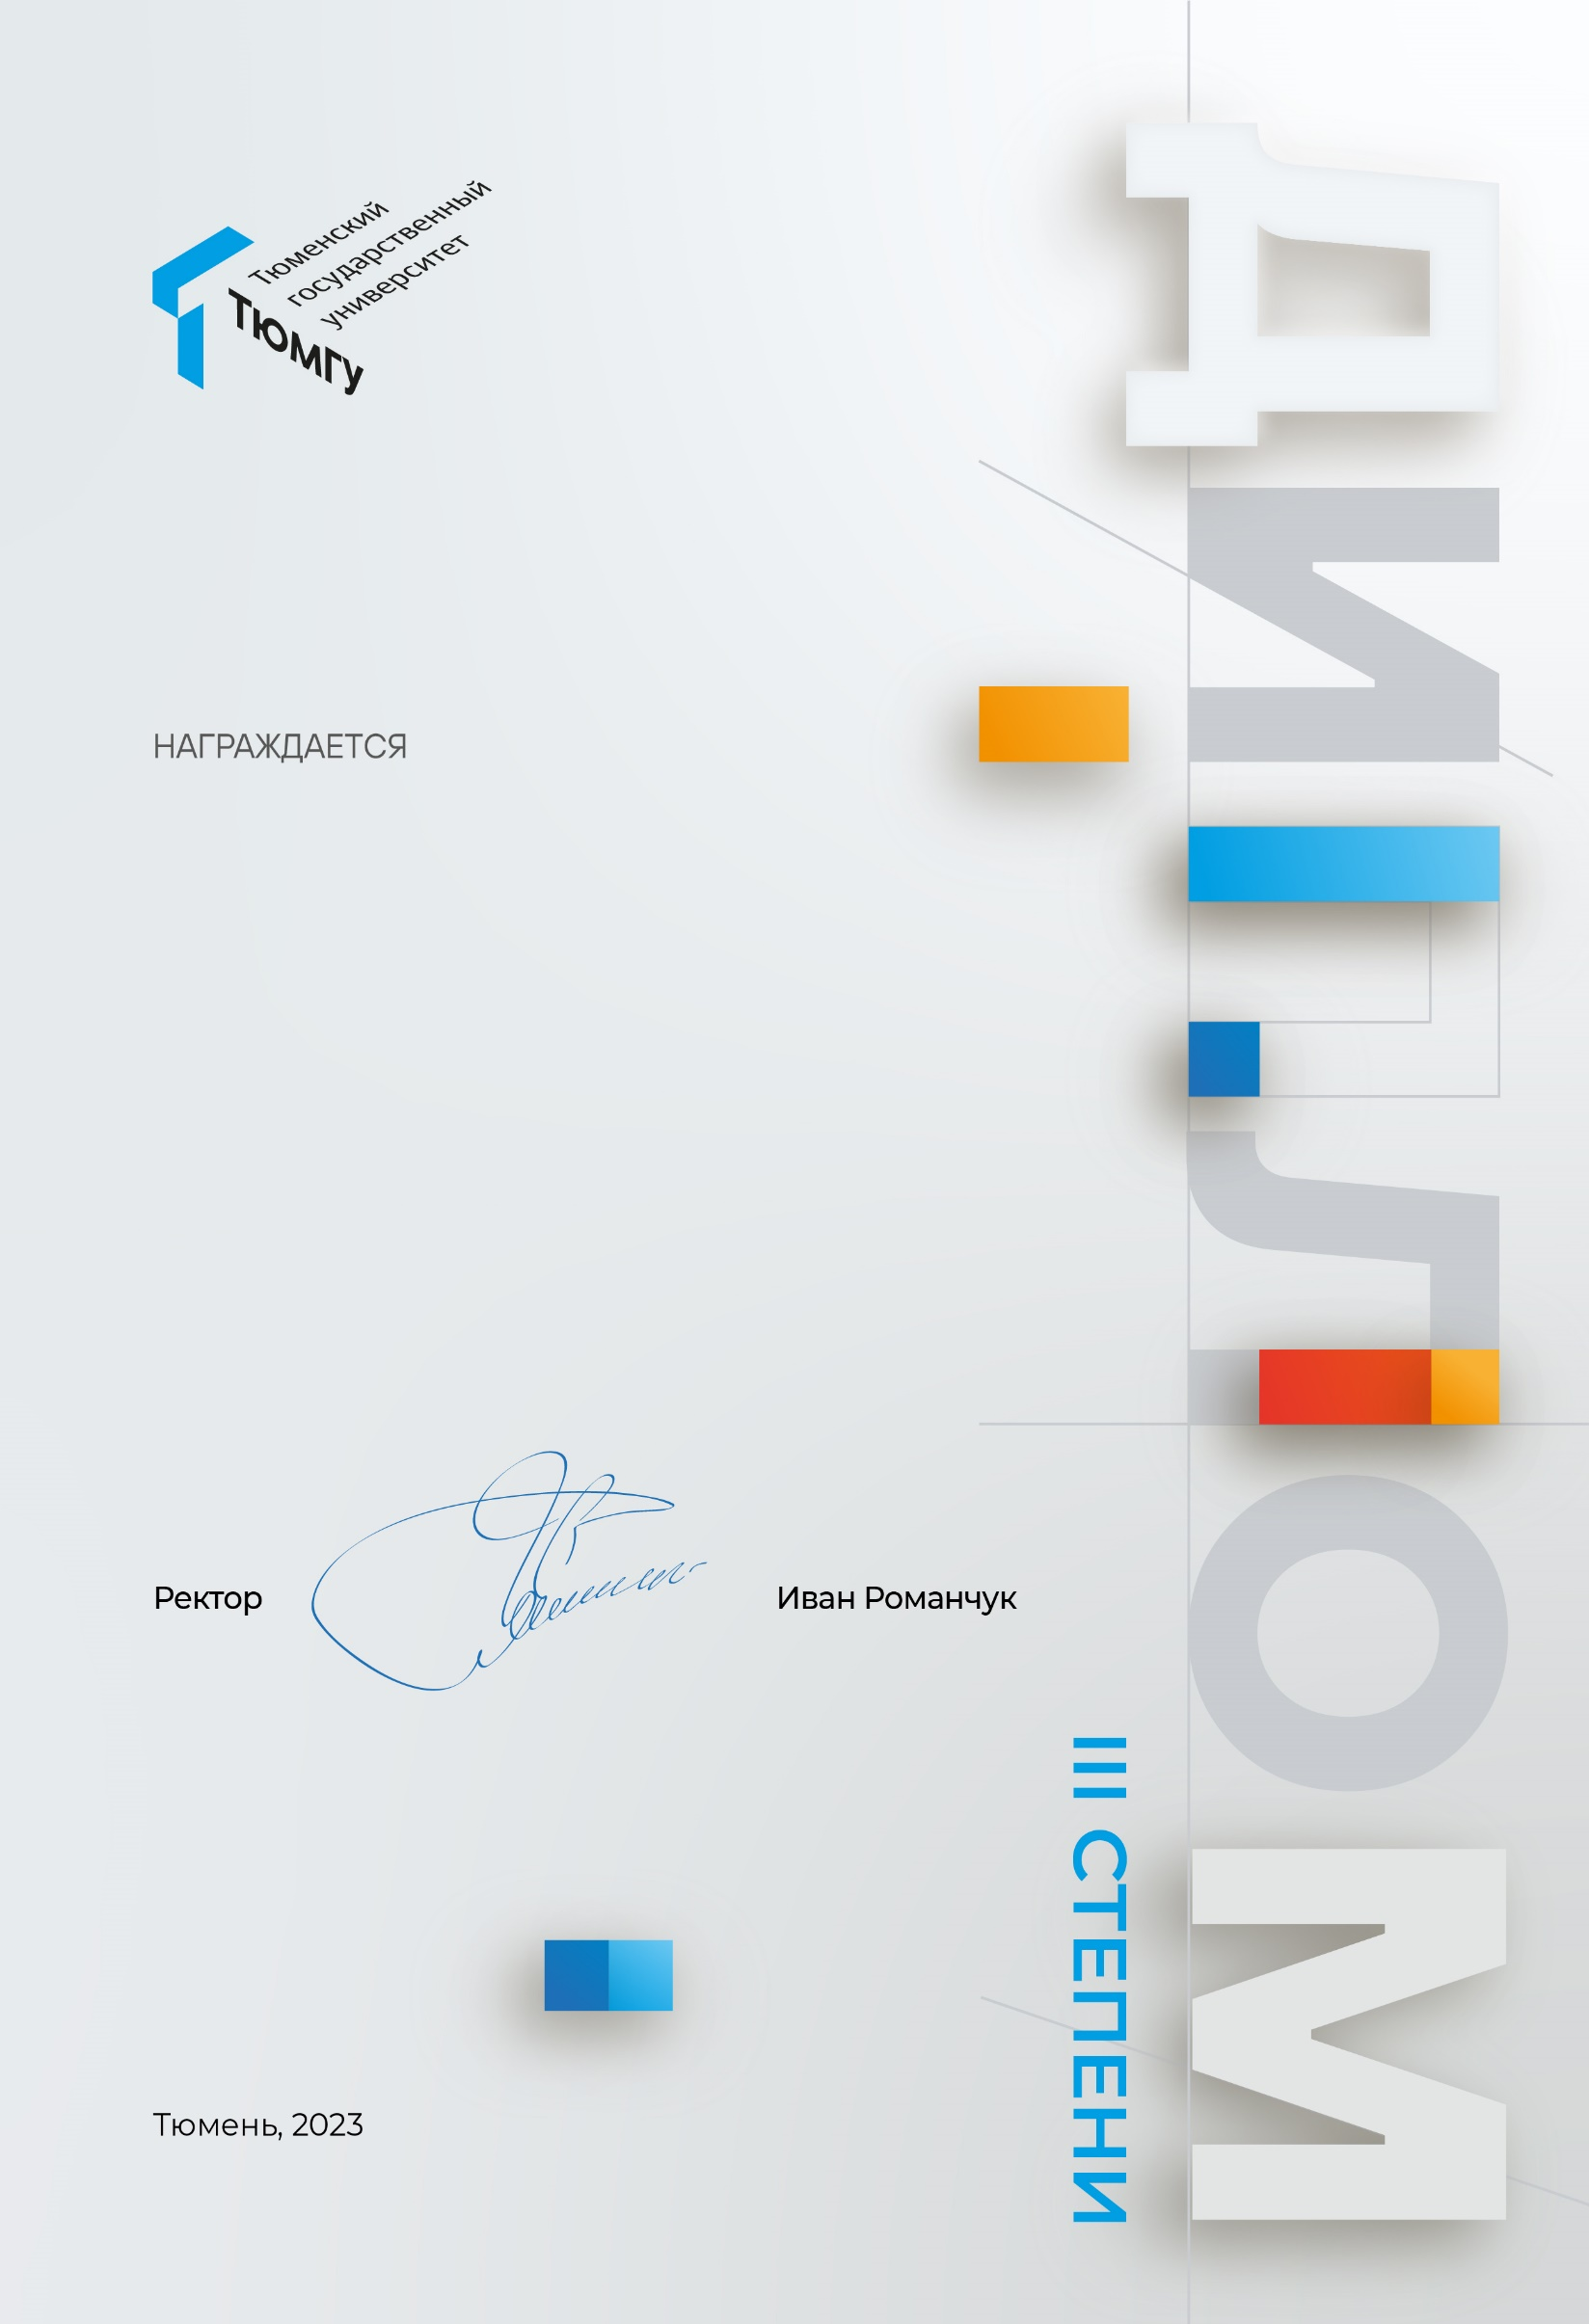 Тюменский
государственный
университет
ТЮМГУ
НАГРАЖДАЕТСЯ
Ректор
Иван Романчук
Тюмень, 2023
ДИПЛОМ
III СТЕПЕНИ